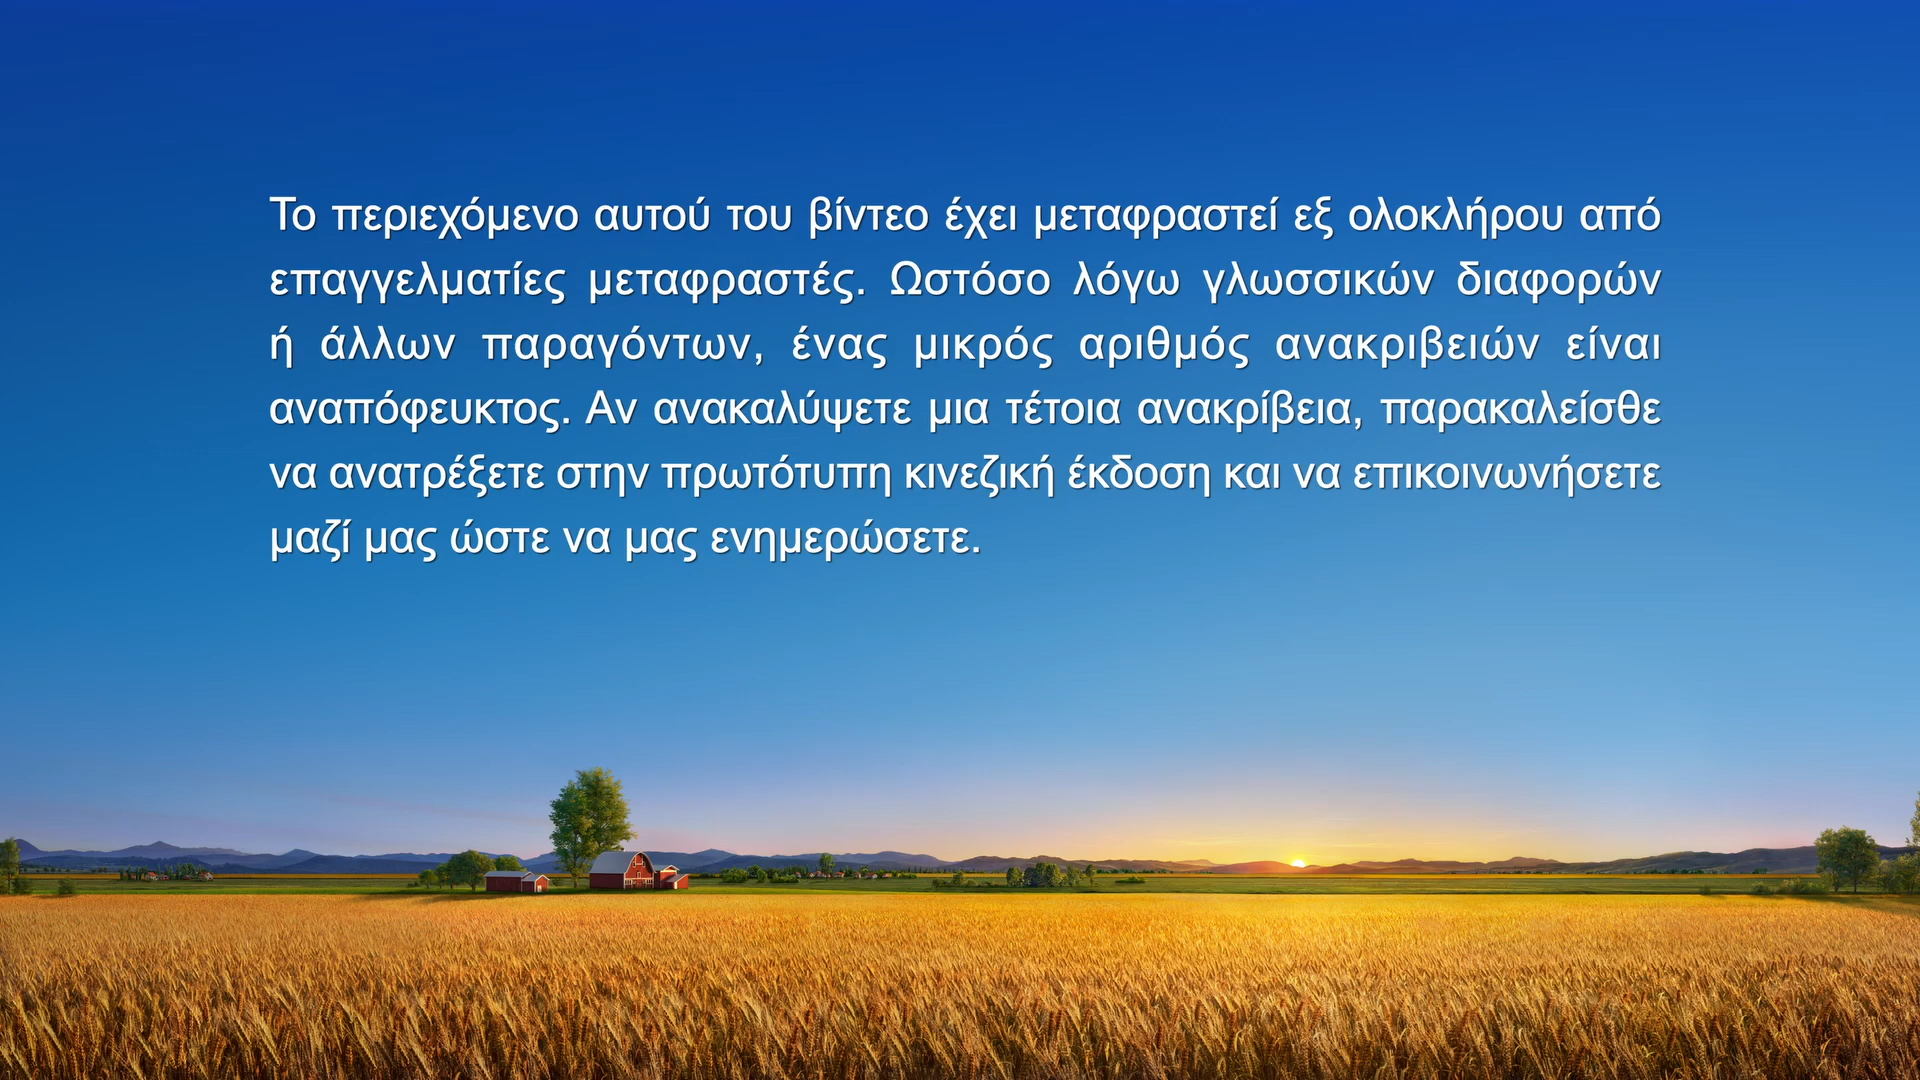 Το περιεχόμενο αυτού του βίντεο έχει μεταφραστεί εξ ολοκλήρου από
επαγγελματίες μεταφραστές. Ωστόσο λόγω γλωσσικών διαφορών
ή άλλων παραγόντων, ένας μικρός αριθμός ανακριβειών είναι
αναπόφευκτος. Αν ανακαλύψετε μια τέτοια ανακρίβεια, παρακαλείσθε
να ανατρέξετε στην πρωτότυπη κινεζική έκδοση και να επικοινωνήσετε
μαζί μας ώστε να μας ενημερώσετε.